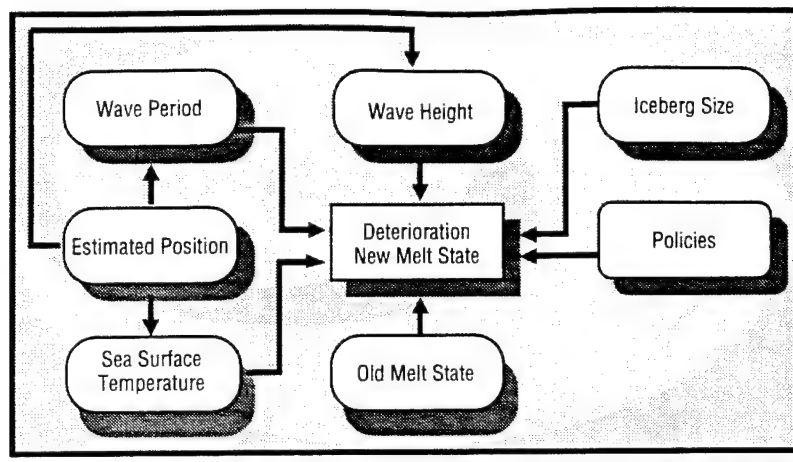 Wave Period
Wave Height
Iceberg Size
Estimated Position
Deterioration
New Melt State
Policies
Sea Surface
Temperature
Old Melt State